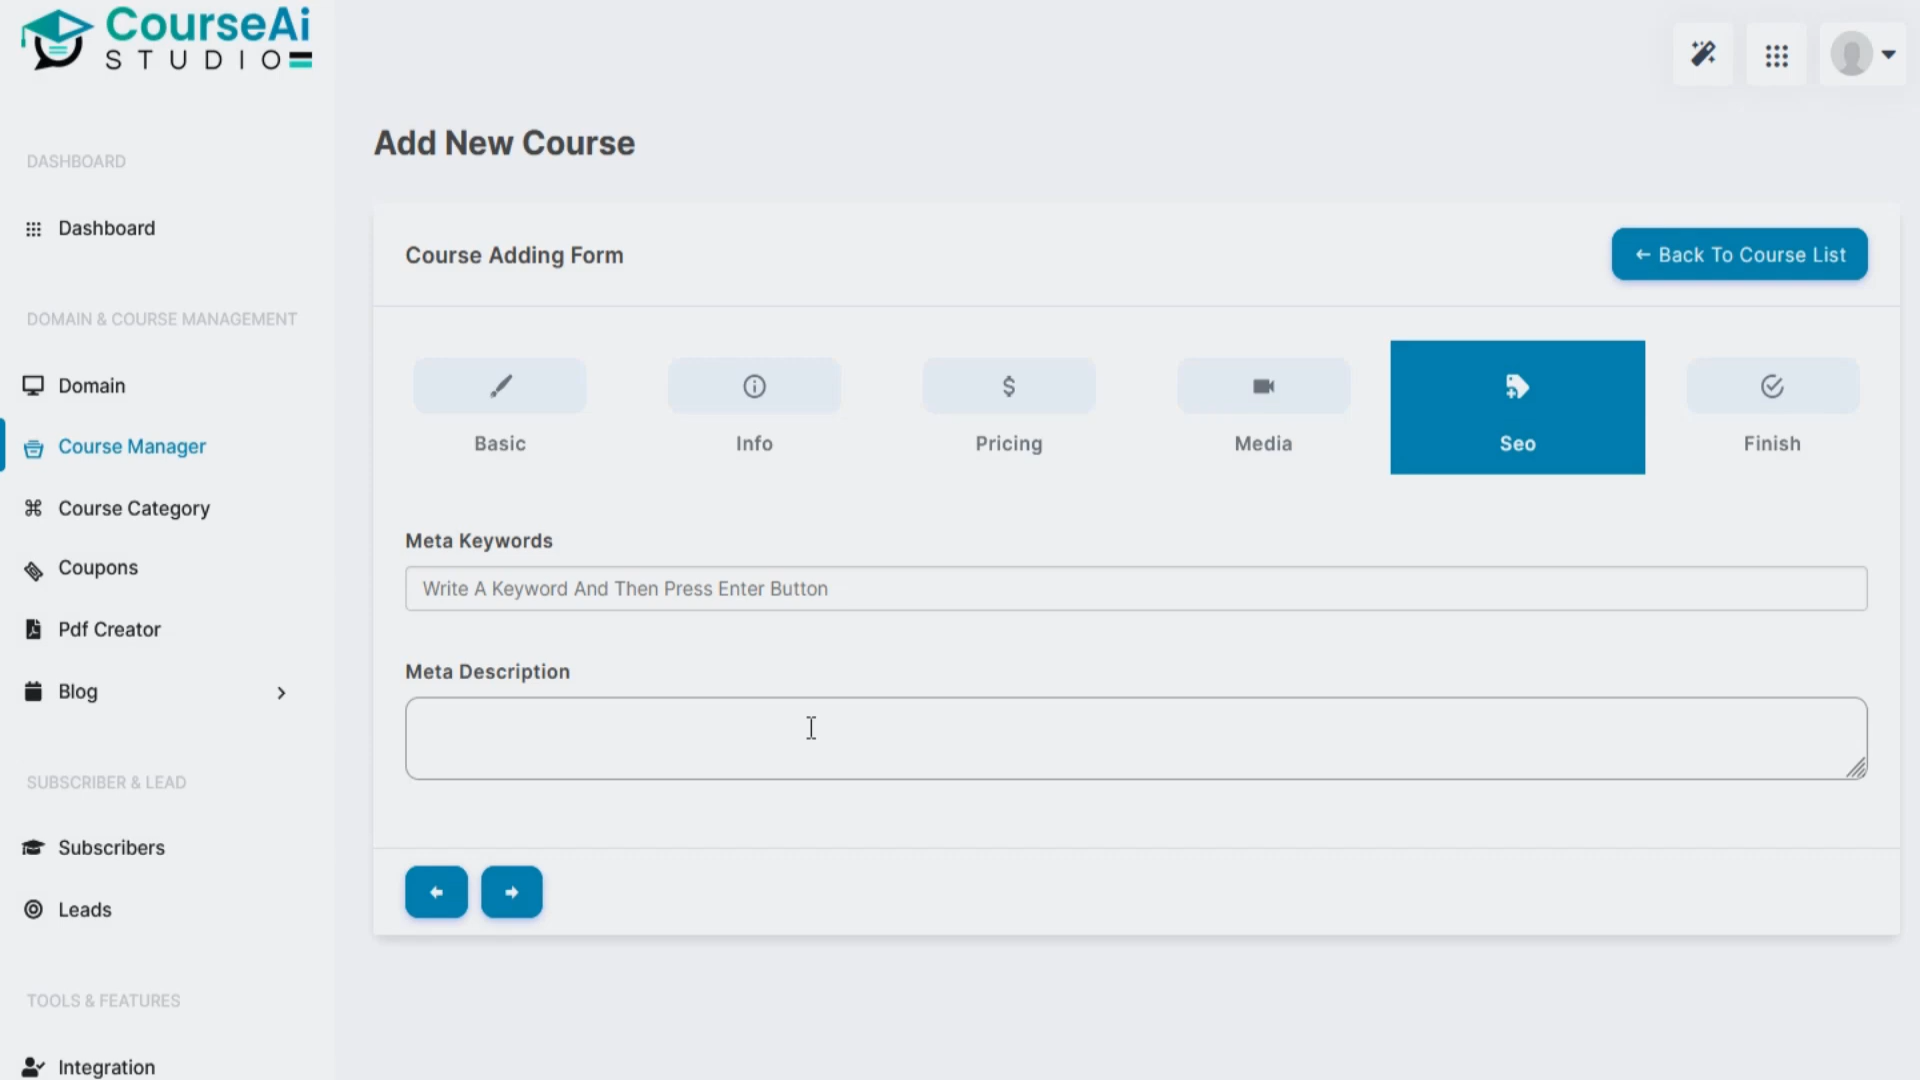 CourseAi
STUDIO
DASHBOARD
Dashboard
DOMAIN & COURSE MANAGEMENT
Domain
Course Manager
Course Category
Coupons
Pdf Creator
Blog
SUBSCRIBER & LEAD
Subscribers
Leads
TOOLS & FEATURES
Integration
Add New Course
Course Adding Form
← Back To Course List
Basic
Info
Pricing
Media
Seo
Finish
Meta Keywords
Write A Keyword And Then Press Enter Button
Meta Description